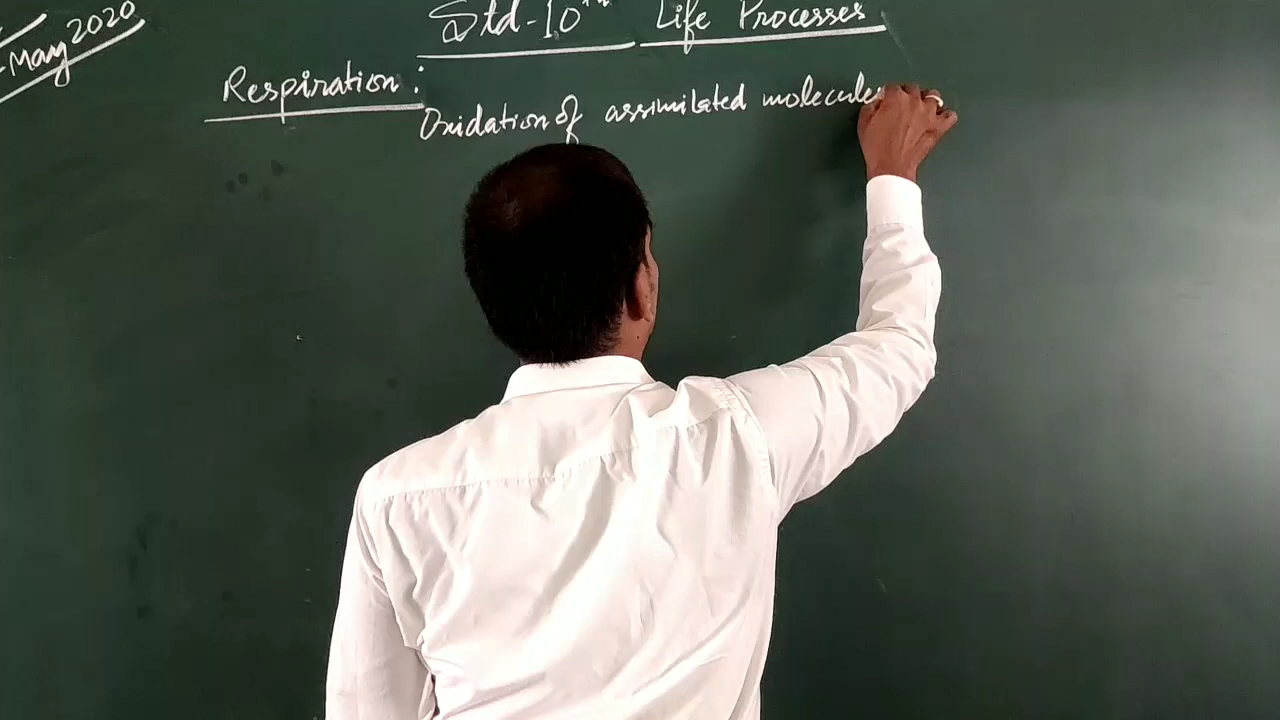 -May 2020
Std-10th Life Processes
Respiration :
Oxidation of assimilated molecules